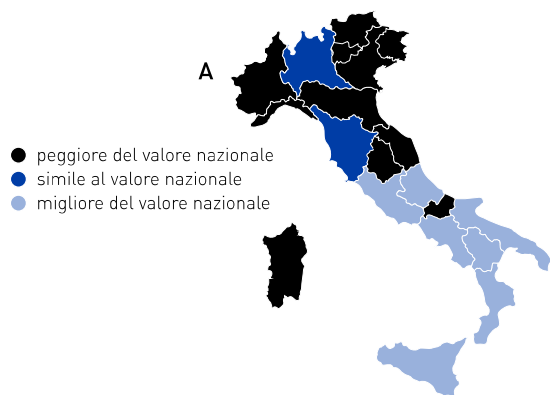 A
peggiore del valore nazionale
simile al valore nazionale
migliore del valore nazionale